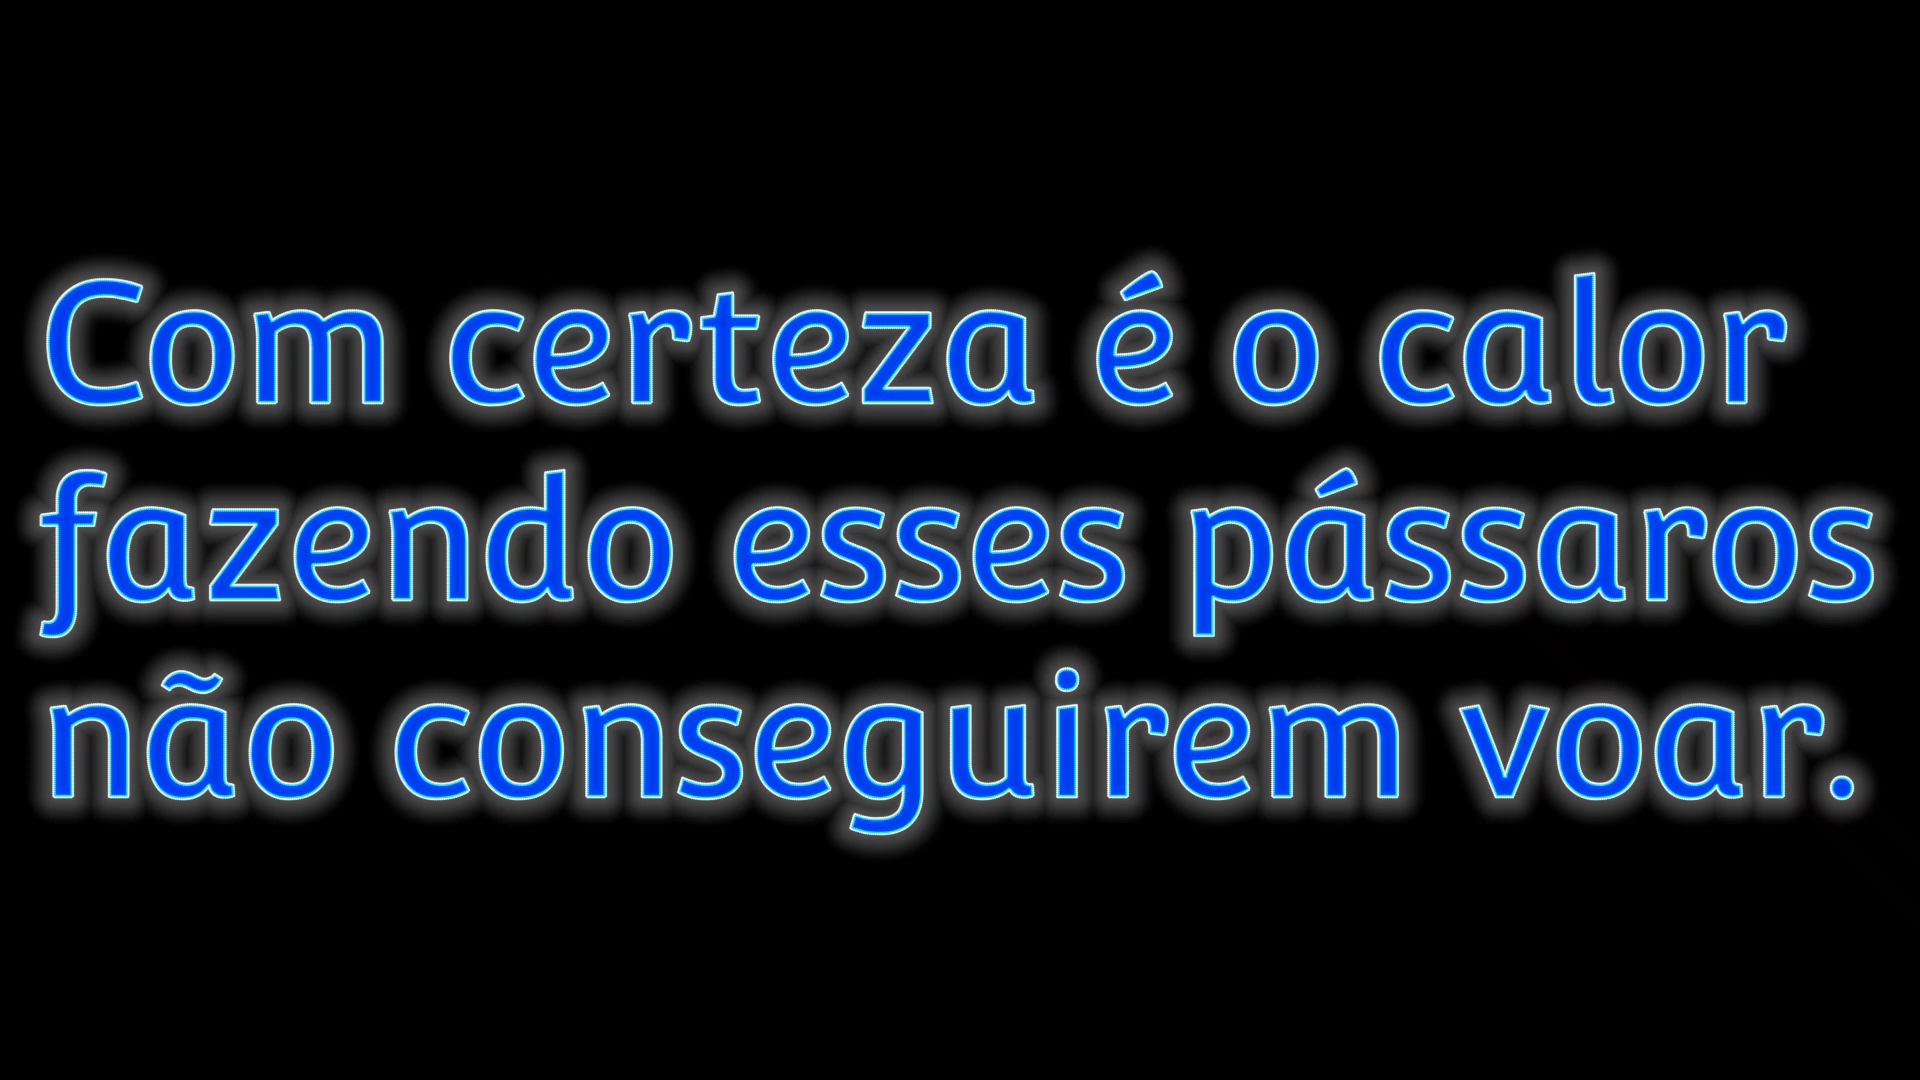 Com certeza é o calor
fazendo esses pássaros
não conseguirem voar.